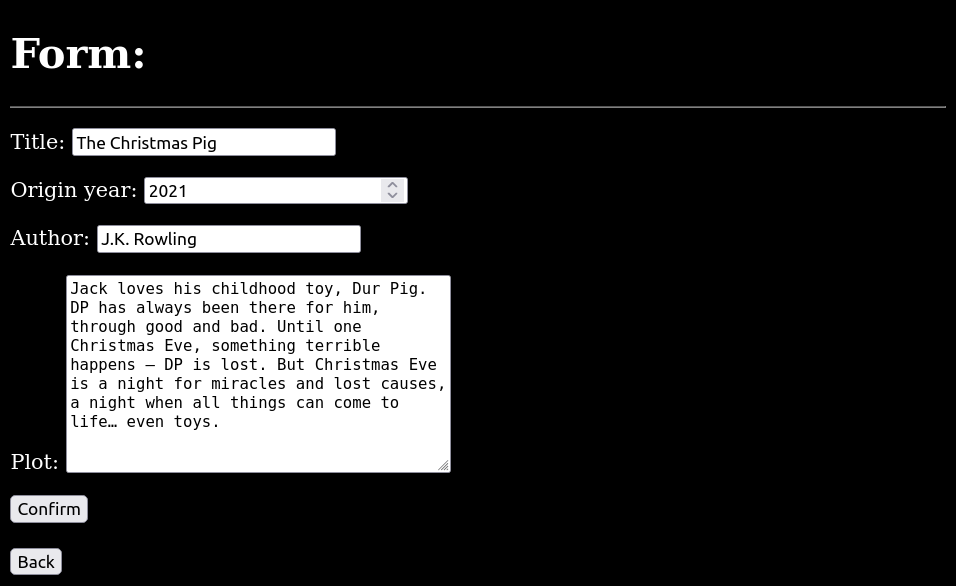 Form:
Title: The Christmas Pig
Origin year: 2021
Author: J.K. Rowling
Jack loves his childhood toy, Dur Pig.
DP has always been there for him,
through good and bad. Until one
Christmas Eve, something terrible
happens – DP is lost. But Christmas Eve
is a night for miracles and lost causes,
a night when all things can come to
life… even toys.
Plot:
Confirm
Back